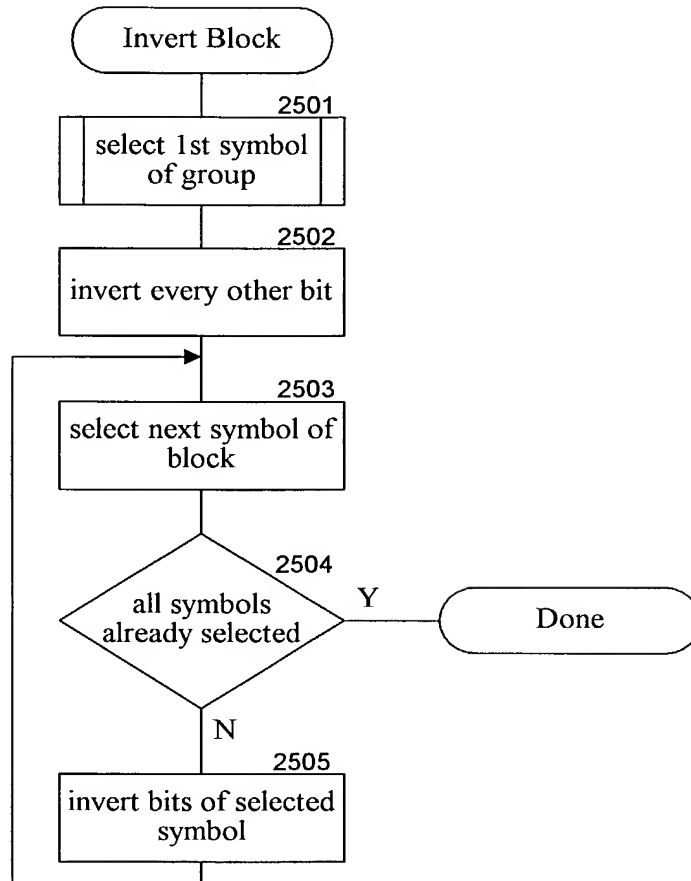 Invert Block
2501
select 1st symbol
of group
2502
invert every other bit
2503
select next symbol of
block
2504
all symbols
already selected
Y
Done
N
2505
invert bits of selected
symbol